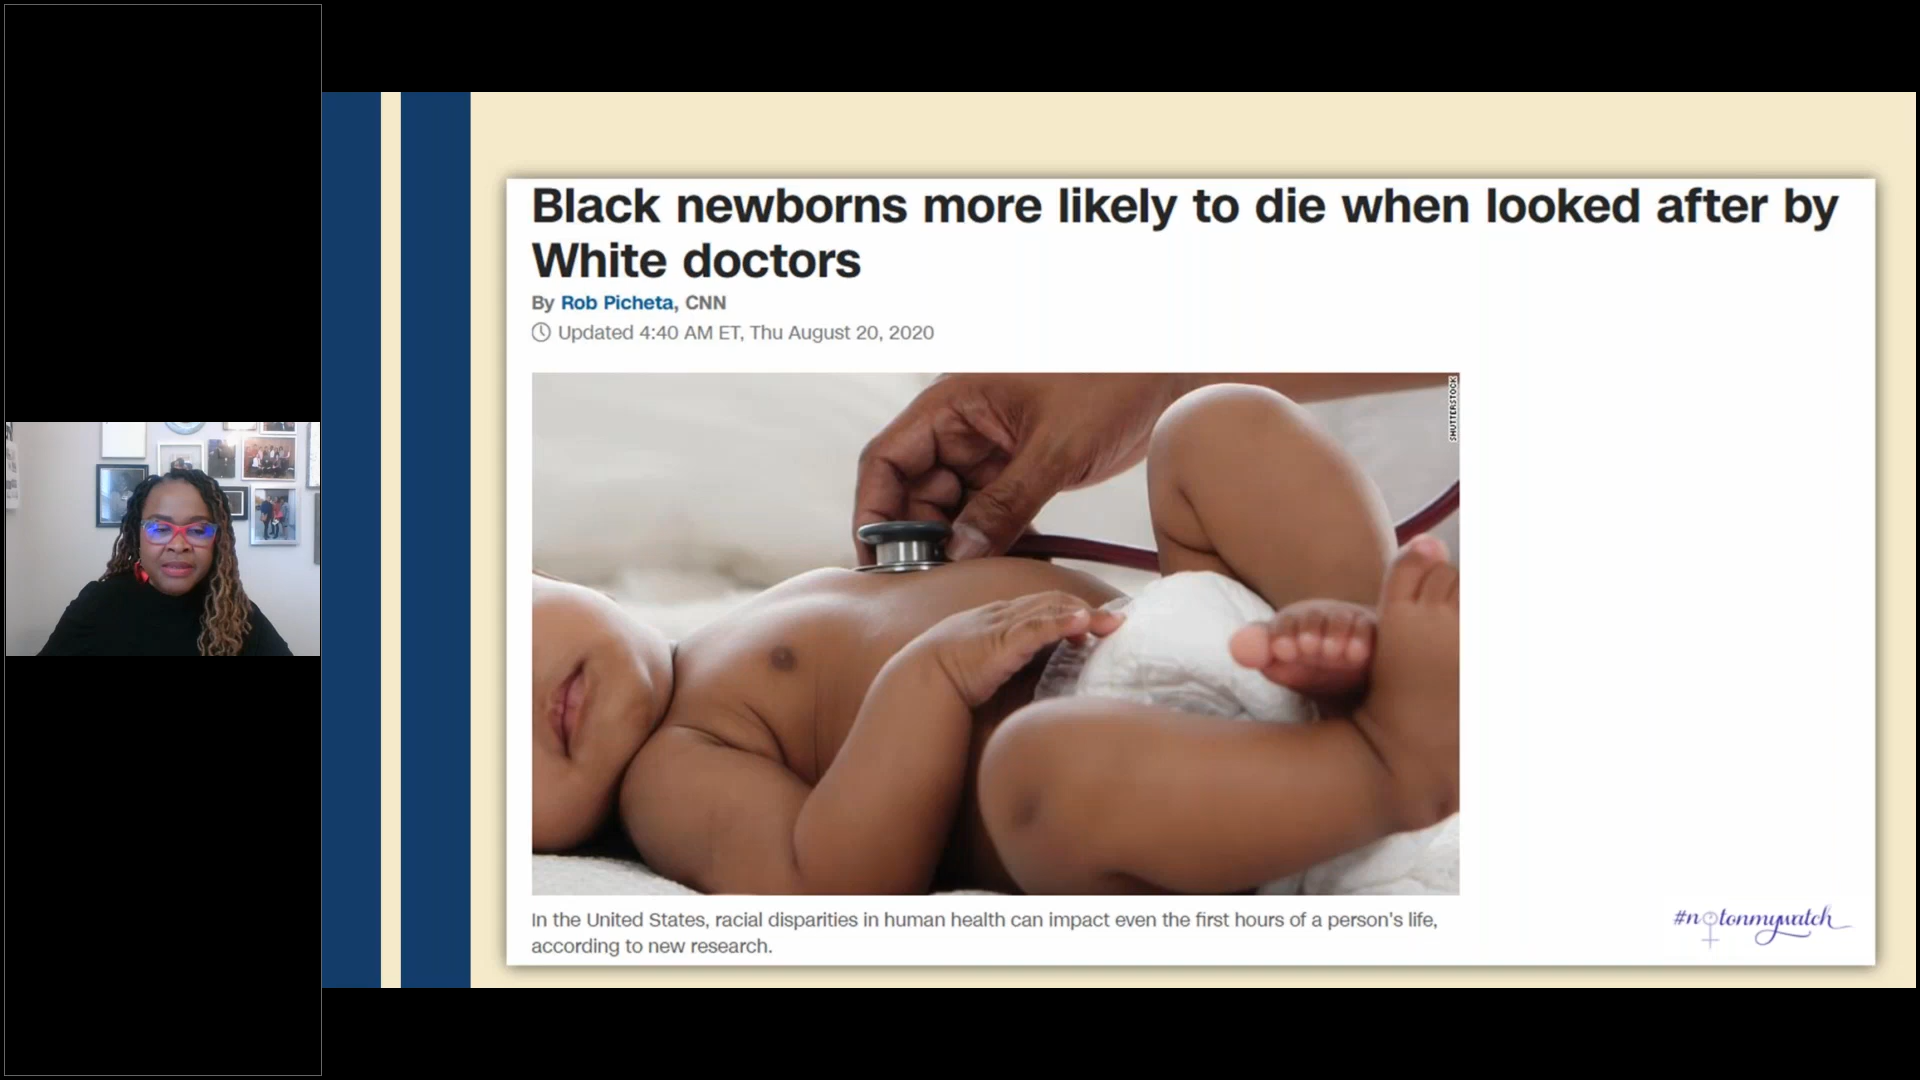 Black newborns more likely to die when looked after by
White doctors
By Rob Picheta, CNN
Updated 4:40 AM ET, Thu August 20, 2020
SHUTTERSTOCK
In the United States, racial disparities in human health can impact even the first hours of a person's life,
according to new research.
#notonmywatch